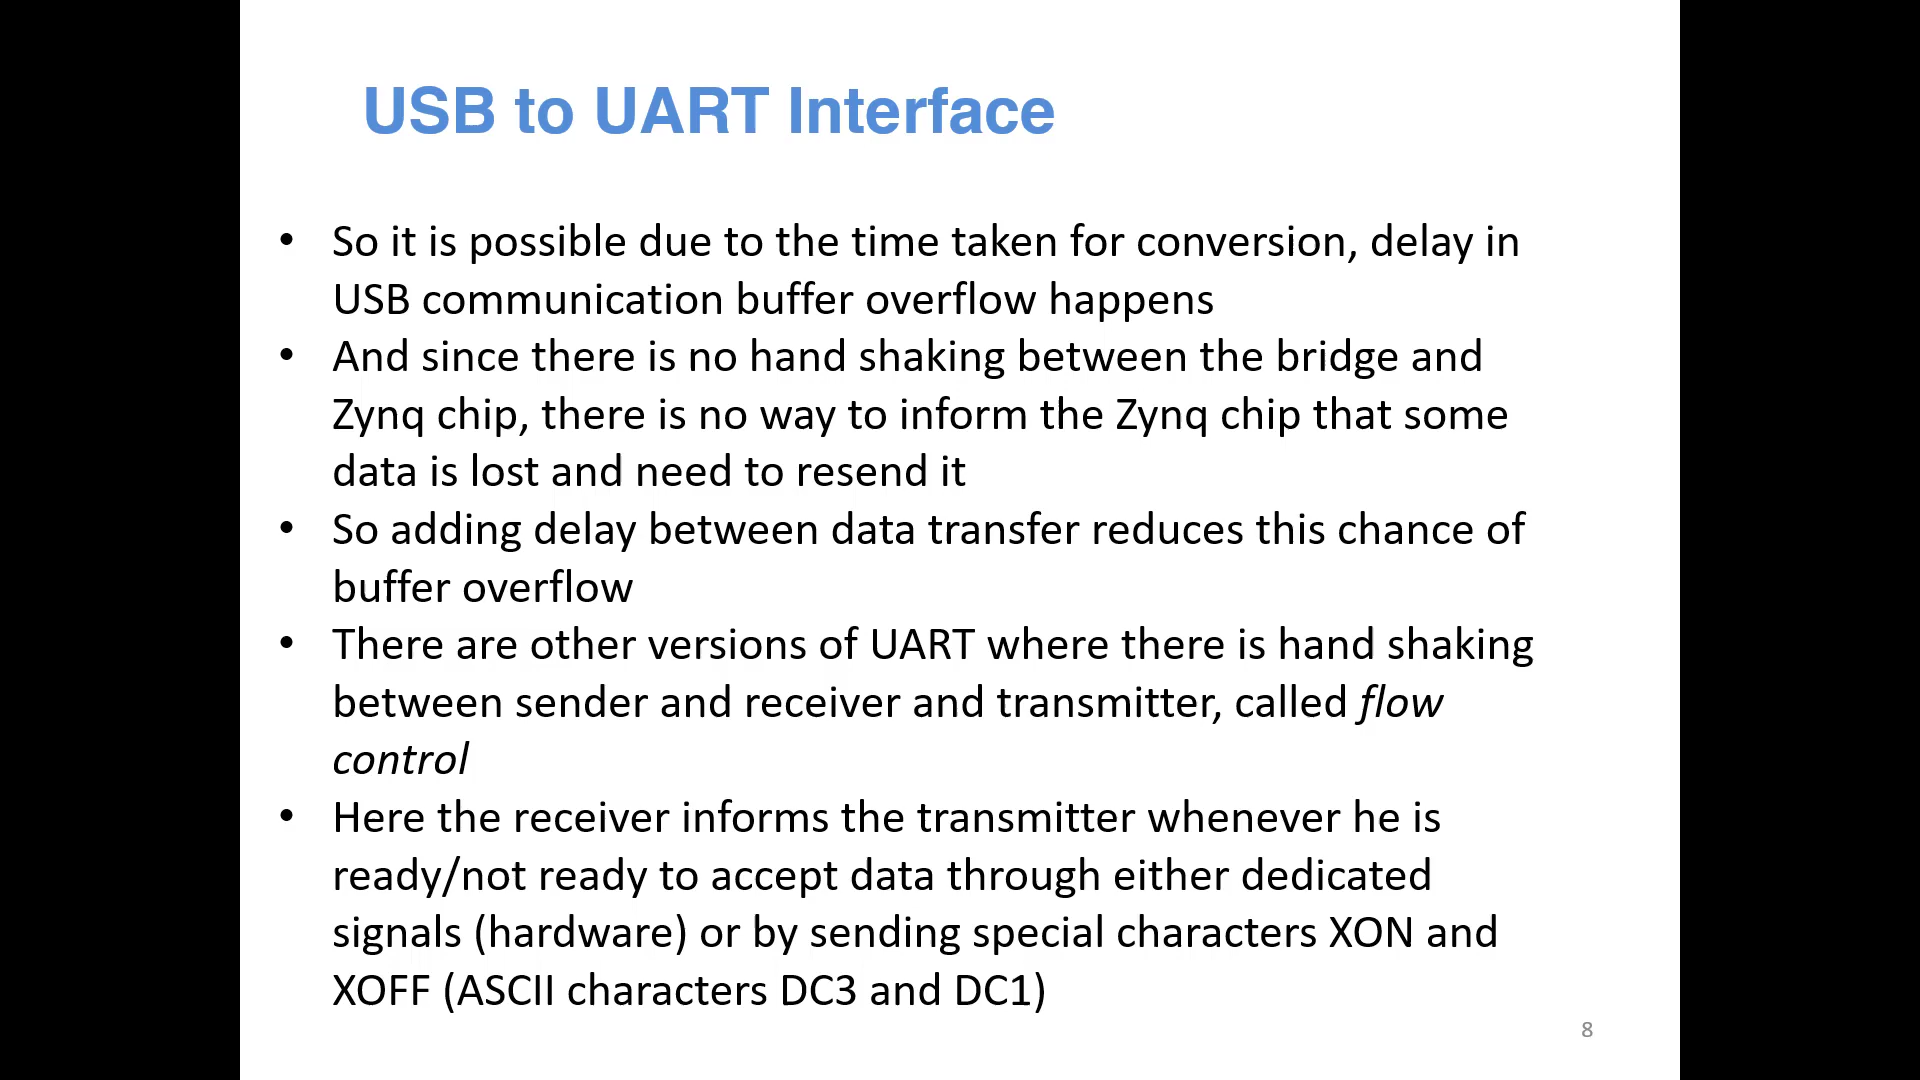 USB to UART Interface
• So it is possible due to the time taken for conversion, delay in
USB communication buffer overflow happens
• And since there is no hand shaking between the bridge and
Zynq chip, there is no way to inform the Zynq chip that some
data is lost and need to resend it
• So adding delay between data transfer reduces this chance of
buffer overflow
• There are other versions of UART where there is hand shaking
between sender and receiver and transmitter, called flow
control
• Here the receiver informs the transmitter whenever he is
ready/not ready to accept data through either dedicated
signals (hardware) or by sending special characters XON and
XOFF (ASCII characters DC3 and DC1)
8